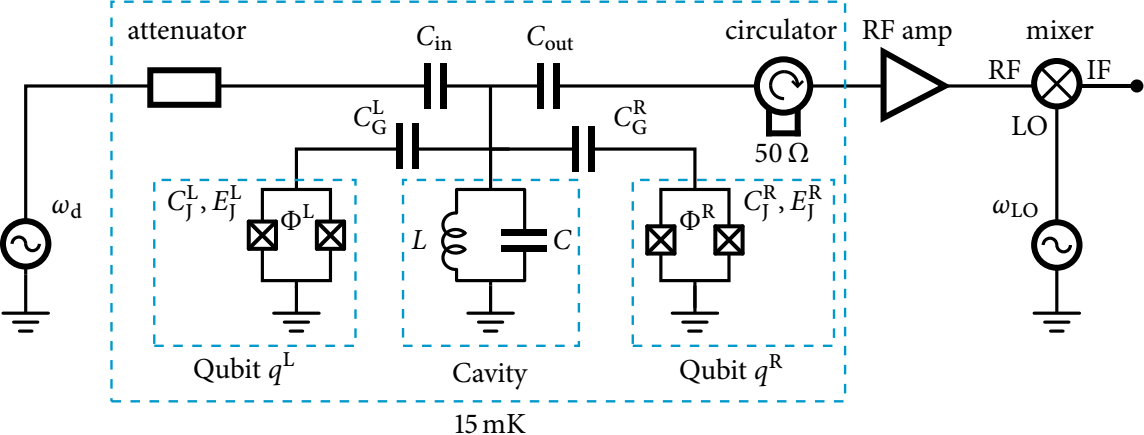 attenuator
C_in
C_out
circulator
RF amp
mixer
RF
IF
LO
C_G^L
C_G^R
50 Ω
C_J^L, E_J^L
Φ^L
C_J^R, E_J^R
Φ^R
ω_d
L
C
ω_LO
Qubit q^L
Cavity
Qubit q^R
15 mK